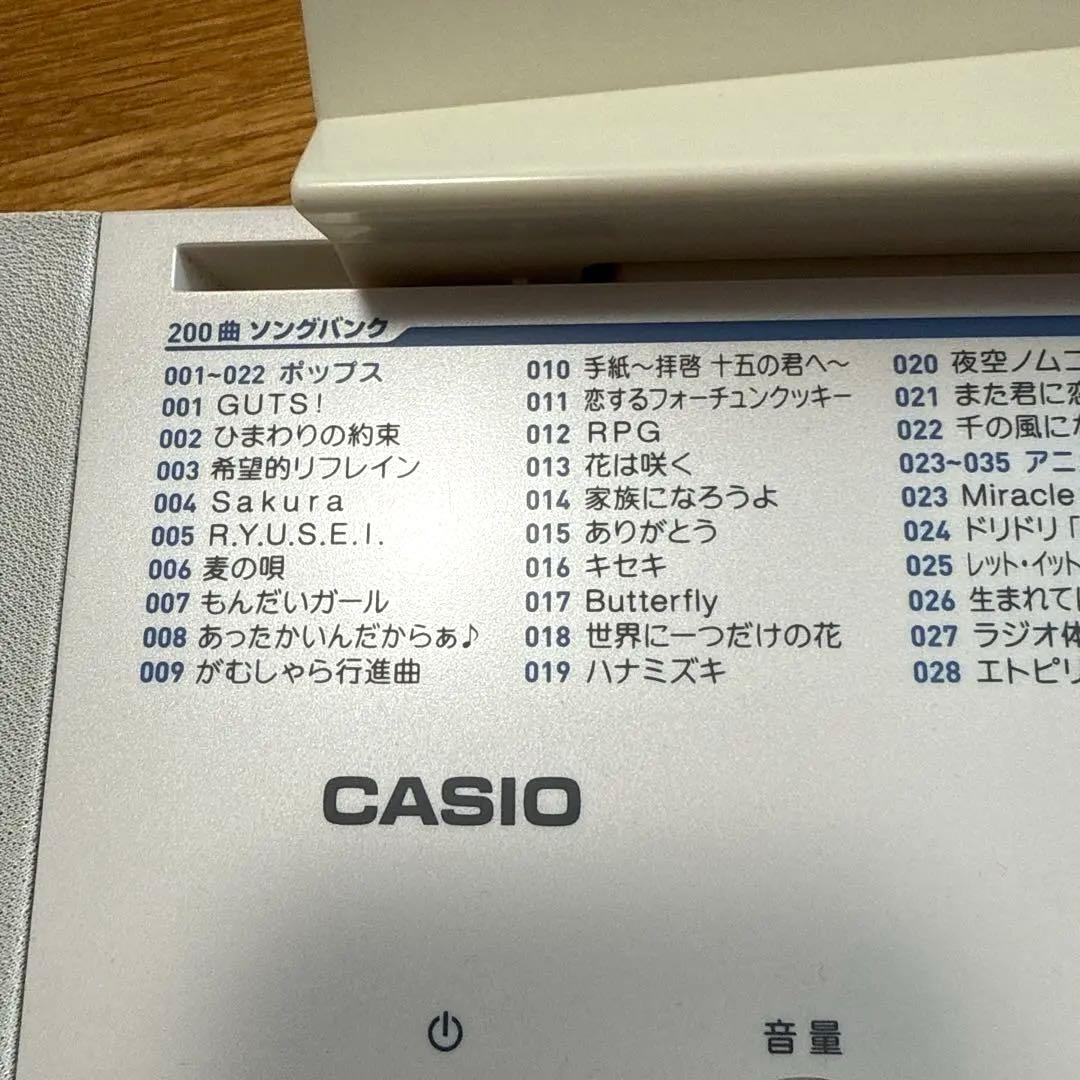 200曲 ソングバンク
001~022 ポップス
001 GUTS!
002 ひまわりの約束
003 希望的リフレイン
004 Sakura
005 R.Y.U.S.E.I.
006 麦の唄
007 もんだいガール
008 あったかいんだからぁ♪
009 がむしゃら行進曲
010 手紙〜拝啓 十五の君へ〜
011 恋するフォーチュンクッキー
012 RPG
013 花は咲く
014 家族になろうよ
015 ありがとう
016 キセキ
017 Butterfly
018 世界に一つだけの花
019 ハナミズキ
020 夜空ノムコ
021 また君に恋
022 千の風にな
023~035 アニ
023 Miracle
024 ドリドリ「
025 レット・イット
026 生まれて
027 ラジオ体
028 エトピリ
CASIO
音量